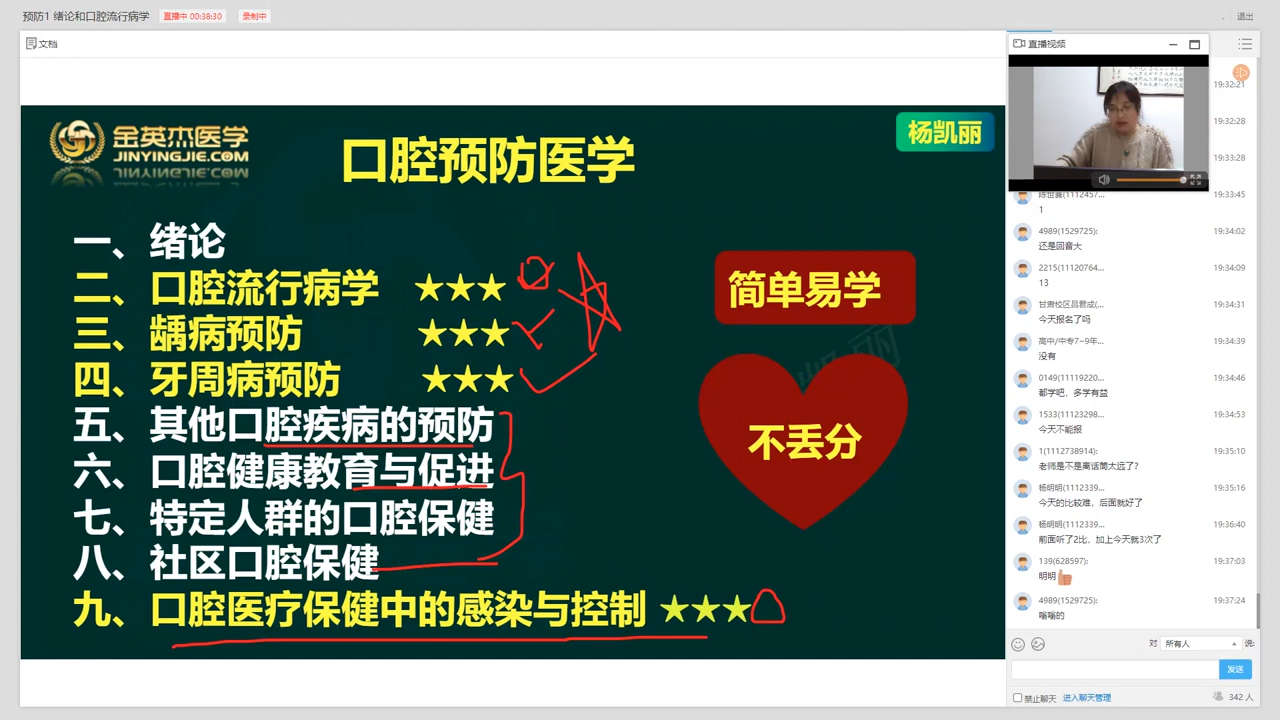 预防1 绪论和口腔流行病学
直播中 00:38:30
录制中
退出
文档
直播视频
金英杰医学
JINYINGJIE.COM
口腔预防医学
杨凯丽
一、绪论
二、口腔流行病学 ★★★
三、龋病预防 ★★★
四、牙周病预防 ★★★
五、其他口腔疾病的预防
六、口腔健康教育与促进
七、特定人群的口腔保健
八、社区口腔保健
九、口腔医疗保健中的感染与控制 ★★★
简单易学
不丢分
19:32:21
19:32:28
19:33:28
19:33:45
1
4989(1529725): 19:34:02
还是回音大
2215(11120764... 19:34:09
13
甘肃校区吕君成(... 19:34:31
今天报名了吗
高中/中专7~9年... 19:34:39
没有
0149(11119220... 19:34:46
都学吧，多学有益
1533(11123298... 19:34:53
今天不能报
1(1112738914): 19:35:10
老师是不是离话筒太远了?
杨明明(1112339... 19:35:16
今天的比较难，后面就好了
杨明明(1112339... 19:36:40
前面听了2比，加上今天就3次了
139(628597): 19:37:03
明明
4989(1529725): 19:37:24
嗡嗡的
对 所有人 说:
发送
禁止聊天 进入聊天管理 342 人